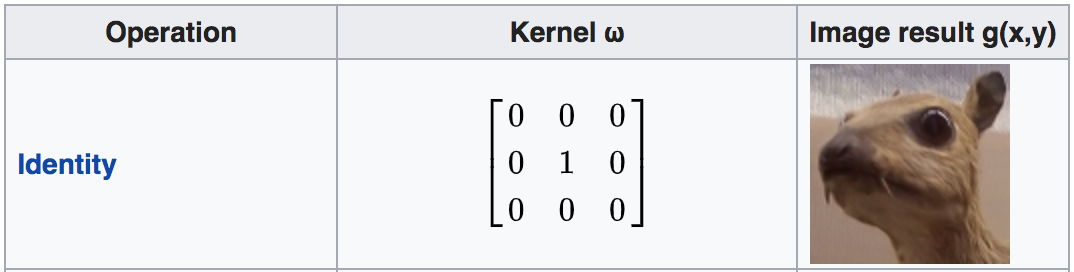 Operation Kernel ω Image result g(x,y)
Identity
0 0 0
0 1 0
0 0 0